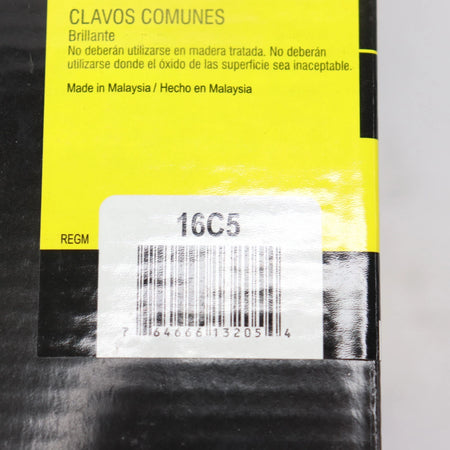 CLAVOS COMUNES
Brillante
No deberán utilizarse en madera tratada. No deberán
utilizarse donde el óxido de las superficie sea inaceptable.
Made in Malaysia / Hecho en Malaysia
16C5
REGM
7 64666 13205 4